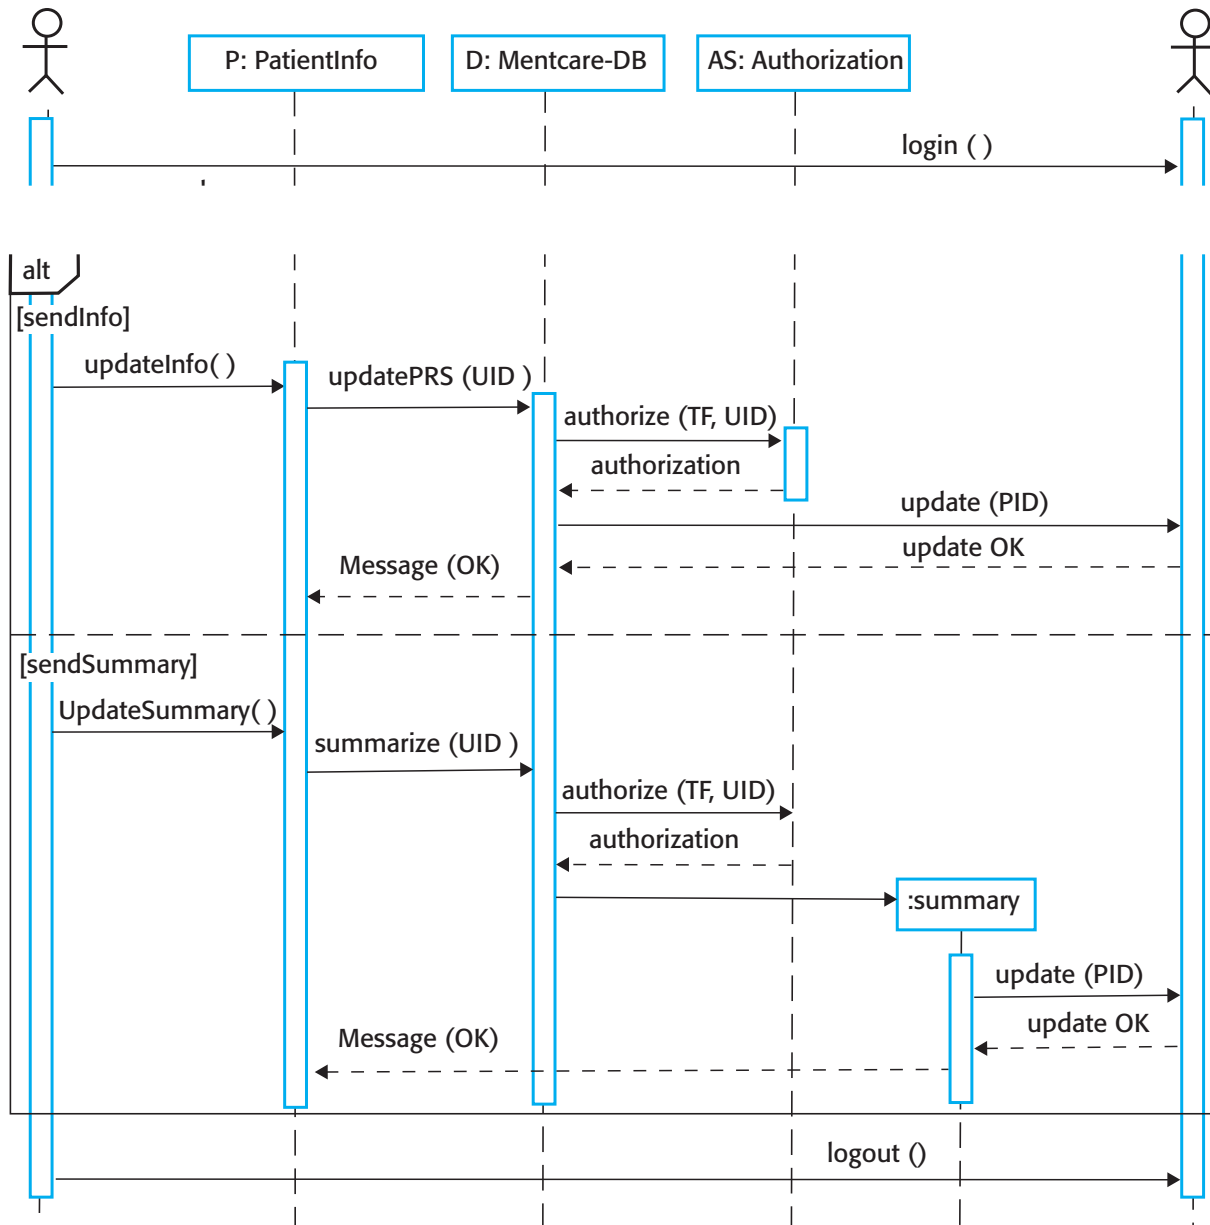 P: PatientInfo
D: Mentcare-DB
AS: Authorization
login ( )
alt
[sendInfo]
updateInfo( )
updatePRS (UID )
authorize (TF, UID)
authorization
update (PID)
update OK
Message (OK)
[sendSummary]
UpdateSummary( )
summarize (UID )
authorize (TF, UID)
authorization
:summary
update (PID)
update OK
Message (OK)
logout ()